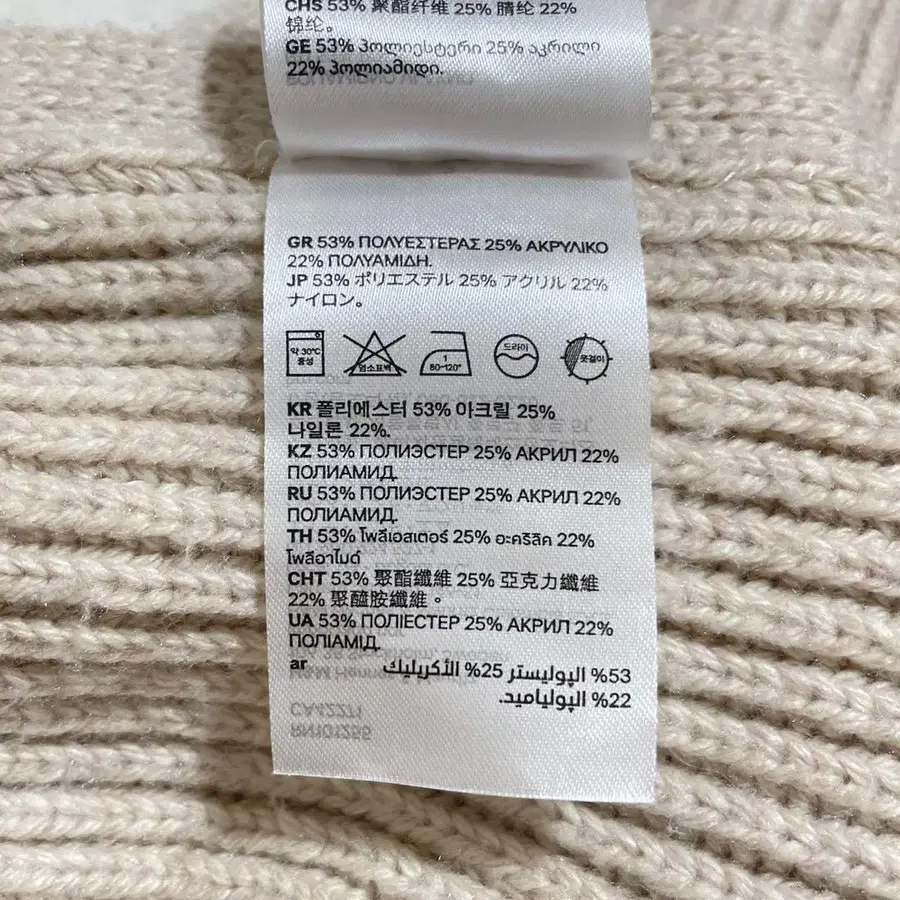 CHS 53% 聚酯纤维 25% 腈纶 22%
锦纶。
GE 53% პოლიესტერი 25% აკრილი
22% პოლიამიდი.
GR 53% ΠΟΛΥΕΣΤΕΡΑΣ 25% ΑΚΡΥΛΙΚΟ
22% ΠΟΛΥΑΜΙΔΗ.
JP 53% ポリエステル 25% アクリル 22%
ナイロン。
약 30℃
중성
염소표백
1
80-120°
드라이
옷걸이
KR 폴리에스터 53% 아크릴 25%
나일론 22%.
KZ 53% ПОЛИЭСТЕР 25% АКРИЛ 22%
ПОЛИАМИД.
RU 53% ПОЛИЭСТЕР 25% АКРИЛ 22%
ПОЛИАМИД.
TH 53% โพลีเอสเตอร์ 25% อะคริลิค 22%
โพลีอาไมด์
CHT 53% 聚酯纖維 25% 亞克力纖維
22% 聚醯胺纖維。
UA 53% ПОЛІЕСТЕР 25% АКРИЛ 22%
ПОЛІАМІД.
ar
53% البوليستر 25% الأكريليك
22% البولياميد.
CA42271
RN101255